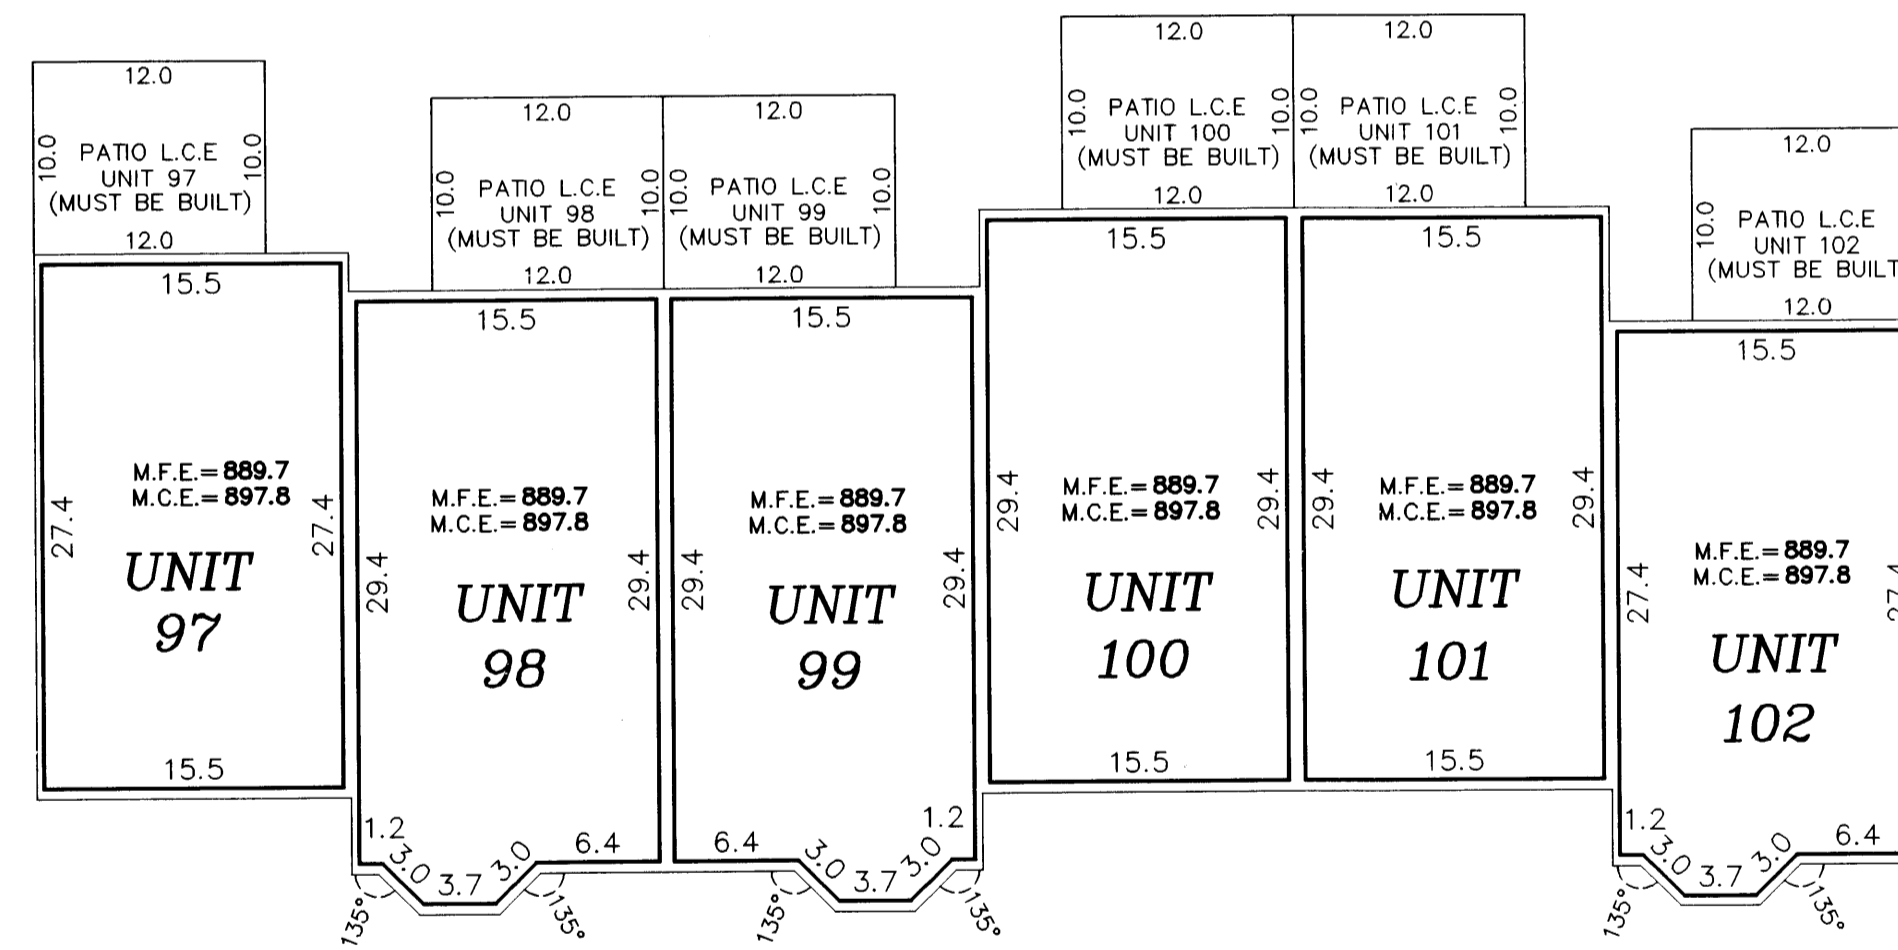 12.0
10.0
PATIO L.C.E
UNIT 97
(MUST BE BUILT)
10.0
12.0
15.5
27.4
M.F.E.= 889.7
M.C.E.= 897.8
27.4
UNIT
97
15.5
12.0
10.0
PATIO L.C.E
UNIT 98
(MUST BE BUILT)
10.0
12.0
15.5
29.4
M.F.E.= 889.7
M.C.E.= 897.8
29.4
UNIT
98
1.2
3.0
3.7
3.0
6.4
135°
135°
12.0
10.0
PATIO L.C.E
UNIT 99
(MUST BE BUILT)
10.0
12.0
15.5
29.4
M.F.E.= 889.7
M.C.E.= 897.8
29.4
UNIT
99
6.4
3.0
3.7
3.0
1.2
135°
135°
12.0
10.0
PATIO L.C.E
UNIT 100
(MUST BE BUILT)
10.0
12.0
15.5
29.4
M.F.E.= 889.7
M.C.E.= 897.8
29.4
UNIT
100
15.5
12.0
10.0
PATIO L.C.E
UNIT 101
(MUST BE BUILT)
10.0
12.0
15.5
29.4
M.F.E.= 889.7
M.C.E.= 897.8
29.4
UNIT
101
15.5
12.0
10.0
PATIO L.C.E
UNIT 102
(MUST BE BUILT
12.0
15.5
27.4
M.F.E.= 889.7
M.C.E.= 897.8
27.4
UNIT
102
1.2
3.0
3.7
3.0
6.4
135°
135°